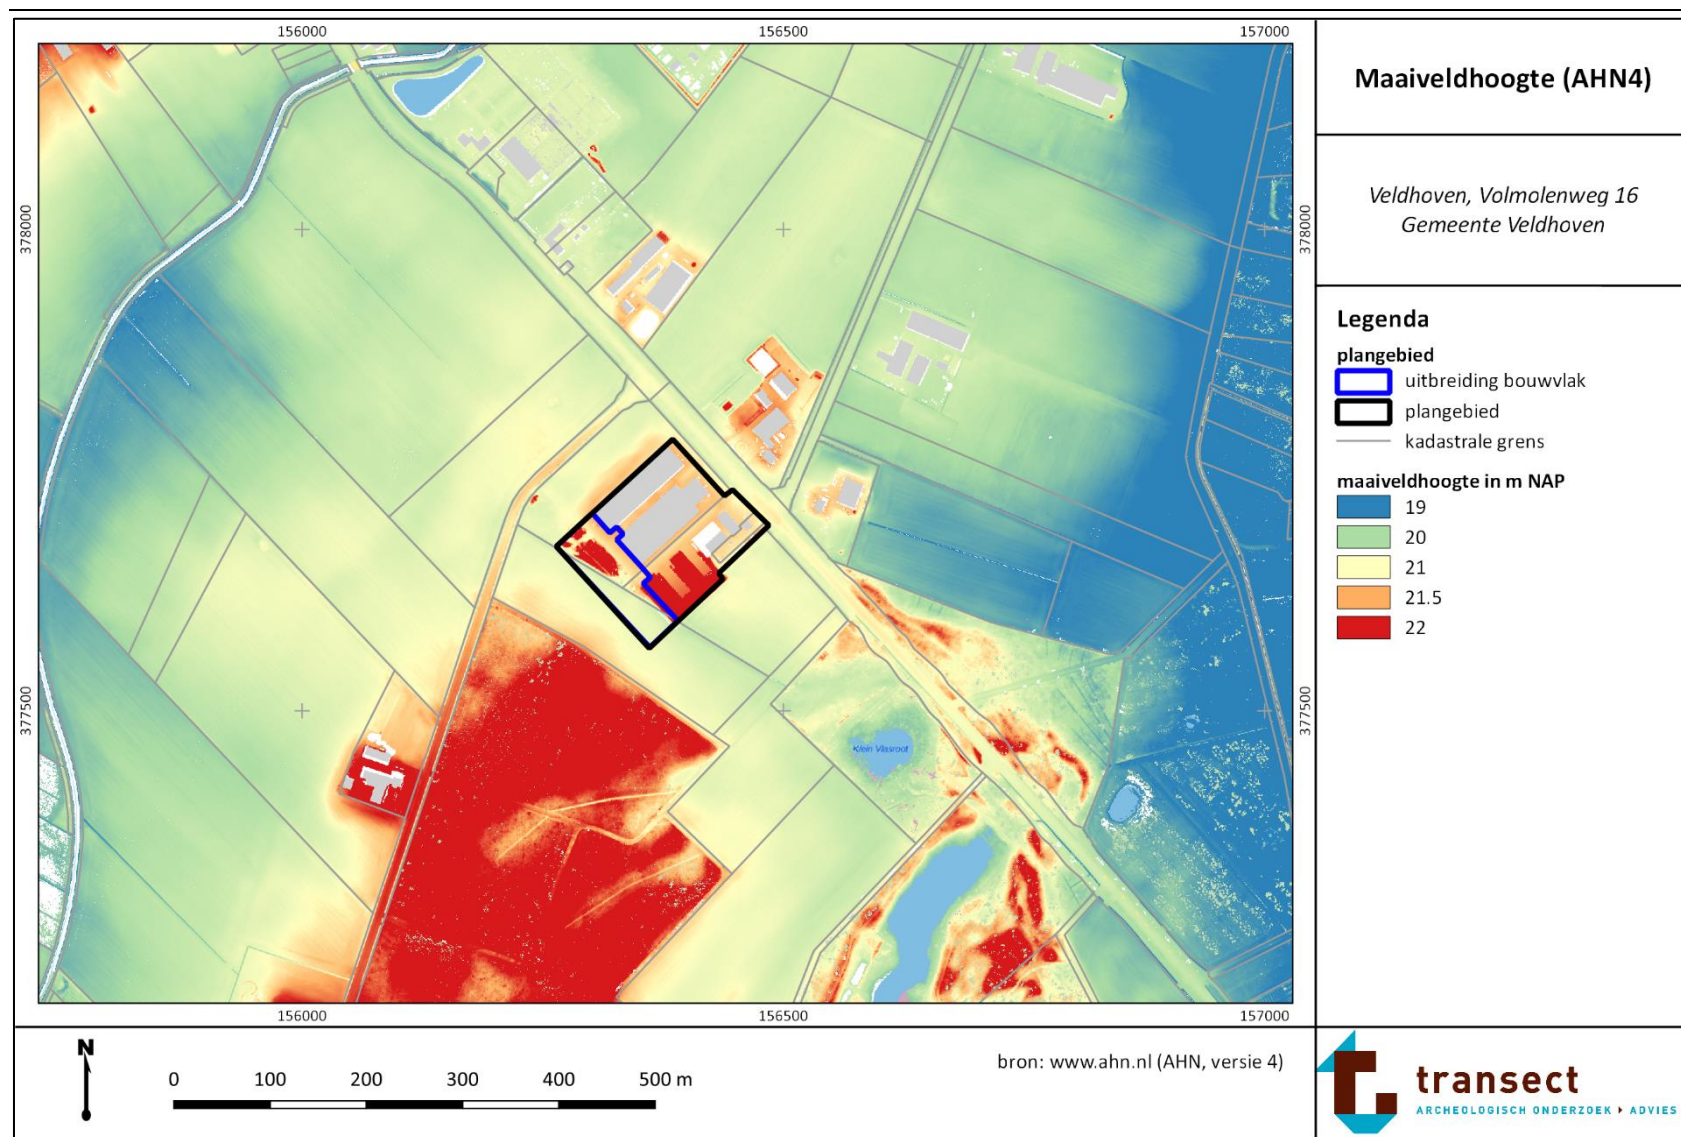 156000
156500
157000
378000
378000
377500
377500
Klein Vlasroot
156000
156500
157000
Maaiveldhoogte (AHN4)
Veldhoven, Volmolenweg 16
Gemeente Veldhoven
Legenda
plangebied
uitbreiding bouwvlak
plangebied
kadastrale grens
maaiveldhoogte in m NAP
19
20
21
21.5
22
N
0 100 200 300 400 500 m
bron: www.ahn.nl (AHN, versie 4)
transect
ARCHEOLOGISCH ONDERZOEK ▸ ADVIES